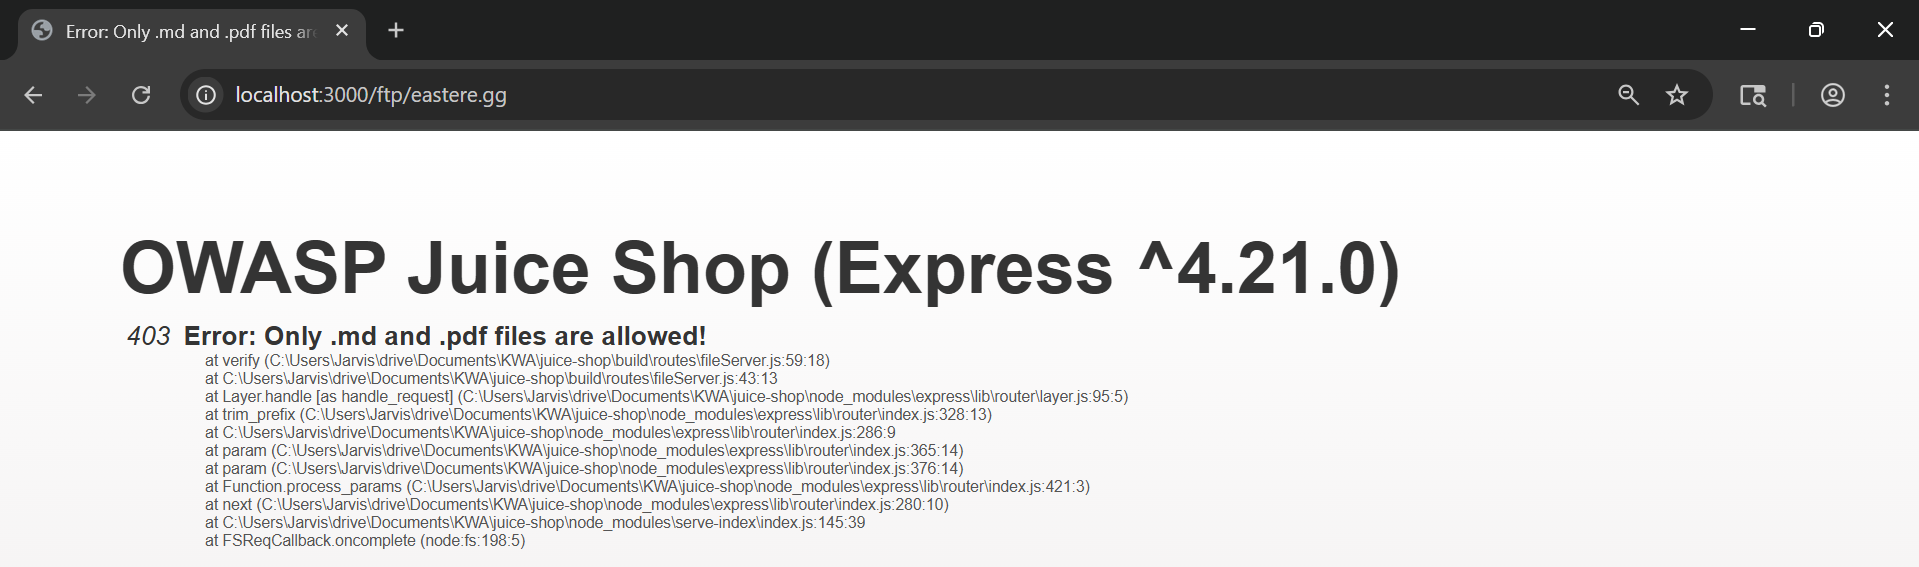 Error: Only .md and .pdf files are
localhost:3000/ftp/eastere.gg
OWASP Juice Shop (Express ^4.21.0)
403 Error: Only .md and .pdf files are allowed!
at verify (C:\Users\Jarvis\drive\Documents\KWA\juice-shop\build\routes\fileServer.js:59:18)
at C:\Users\Jarvis\drive\Documents\KWA\juice-shop\build\routes\fileServer.js:43:13
at Layer.handle [as handle_request] (C:\Users\Jarvis\drive\Documents\KWA\juice-shop\node_modules\express\lib\router\layer.js:95:5)
at trim_prefix (C:\Users\Jarvis\drive\Documents\KWA\juice-shop\node_modules\express\lib\router\index.js:328:13)
at C:\Users\Jarvis\drive\Documents\KWA\juice-shop\node_modules\express\lib\router\index.js:286:9
at param (C:\Users\Jarvis\drive\Documents\KWA\juice-shop\node_modules\express\lib\router\index.js:365:14)
at param (C:\Users\Jarvis\drive\Documents\KWA\juice-shop\node_modules\express\lib\router\index.js:376:14)
at Function.process_params (C:\Users\Jarvis\drive\Documents\KWA\juice-shop\node_modules\express\lib\router\index.js:421:3)
at next (C:\Users\Jarvis\drive\Documents\KWA\juice-shop\node_modules\express\lib\router\index.js:280:10)
at C:\Users\Jarvis\drive\Documents\KWA\juice-shop\node_modules\serve-index\index.js:145:39
at FSReqCallback.oncomplete (node:fs:198:5)